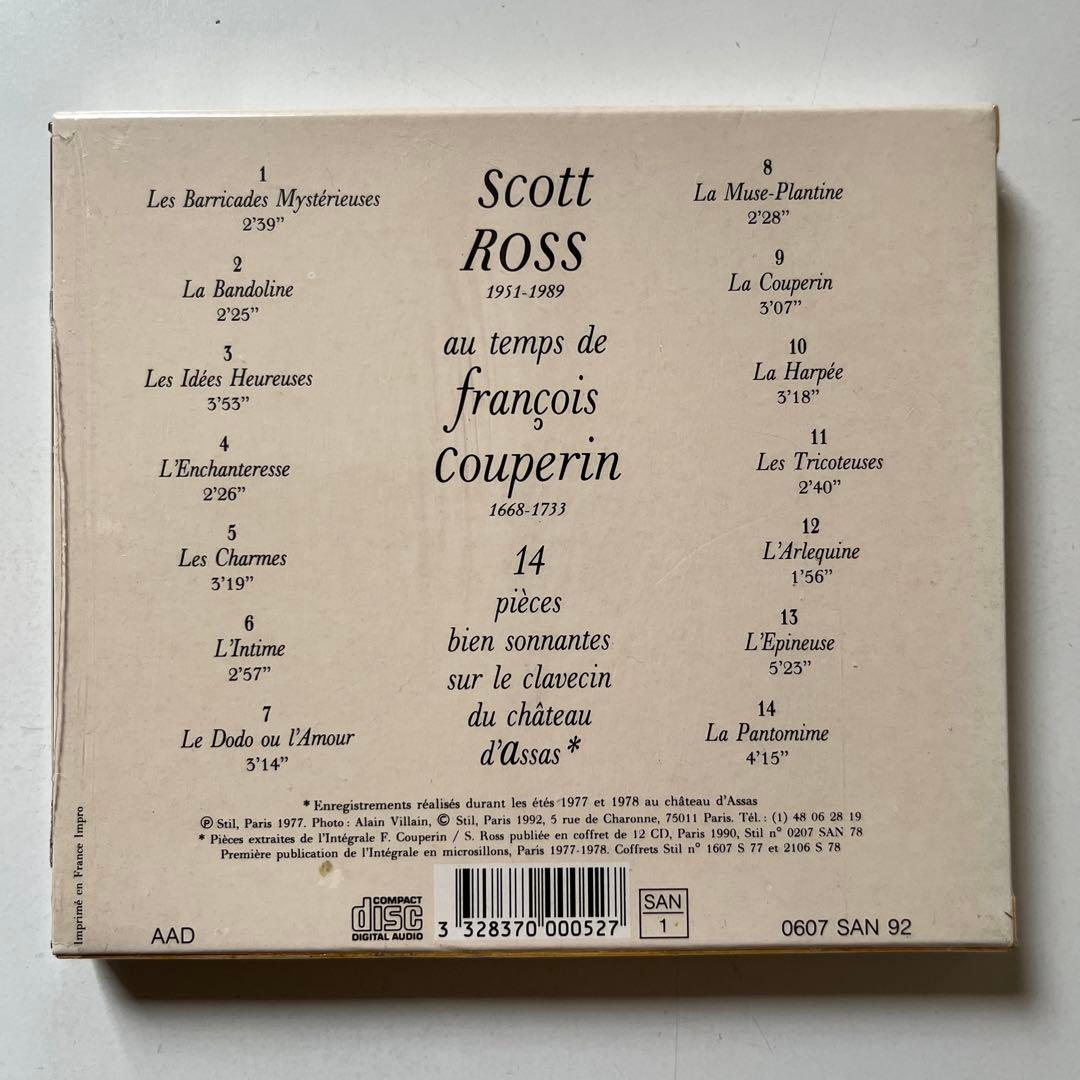 1
Les Barricades Mystérieuses
2'39"
2
La Bandoline
2'25"
3
Les Idées Heureuses
3'53"
4
L'Enchanteresse
2'26"
5
Les Charmes
3'19"
6
L'Intime
2'57"
7
Le Dodo ou l'Amour
3'14"
Scott
Ross
1951-1989
au temps de
françois
Couperin
1668-1733
14
pièces
bien sonnantes
sur le clavecin
du château
d'assas*
8
La Muse-Plantine
2'28"
9
La Couperin
3'07"
10
La Harpée
3'18"
11
Les Tricoteuses
2'40"
12
L'Arlequine
1'56"
13
L'Epineuse
5'23"
14
La Pantomime
4'15"
* Enregistrements réalisés durant les étés 1977 et 1978 au château d'Assas
℗ Stil, Paris 1977. Photo : Alain Villain, © Stil, Paris 1992, 5 rue de Charonne, 75011 Paris. Tél. : (1) 48 06 28 19
* Pièces extraites de l'Intégrale F. Couperin / S. Ross publiée en coffret de 12 CD, Paris 1990, Stil n° 0207 SAN 78
Première publication de l'Intégrale en microsillons, Paris 1977-1978. Coffrets Stil n° 1607 S 77 et 2106 S 78
Imprimé en France Impro
AAD
COMPACT
disc
DIGITAL AUDIO
3 328370 000527
SAN
1
0607 SAN 92